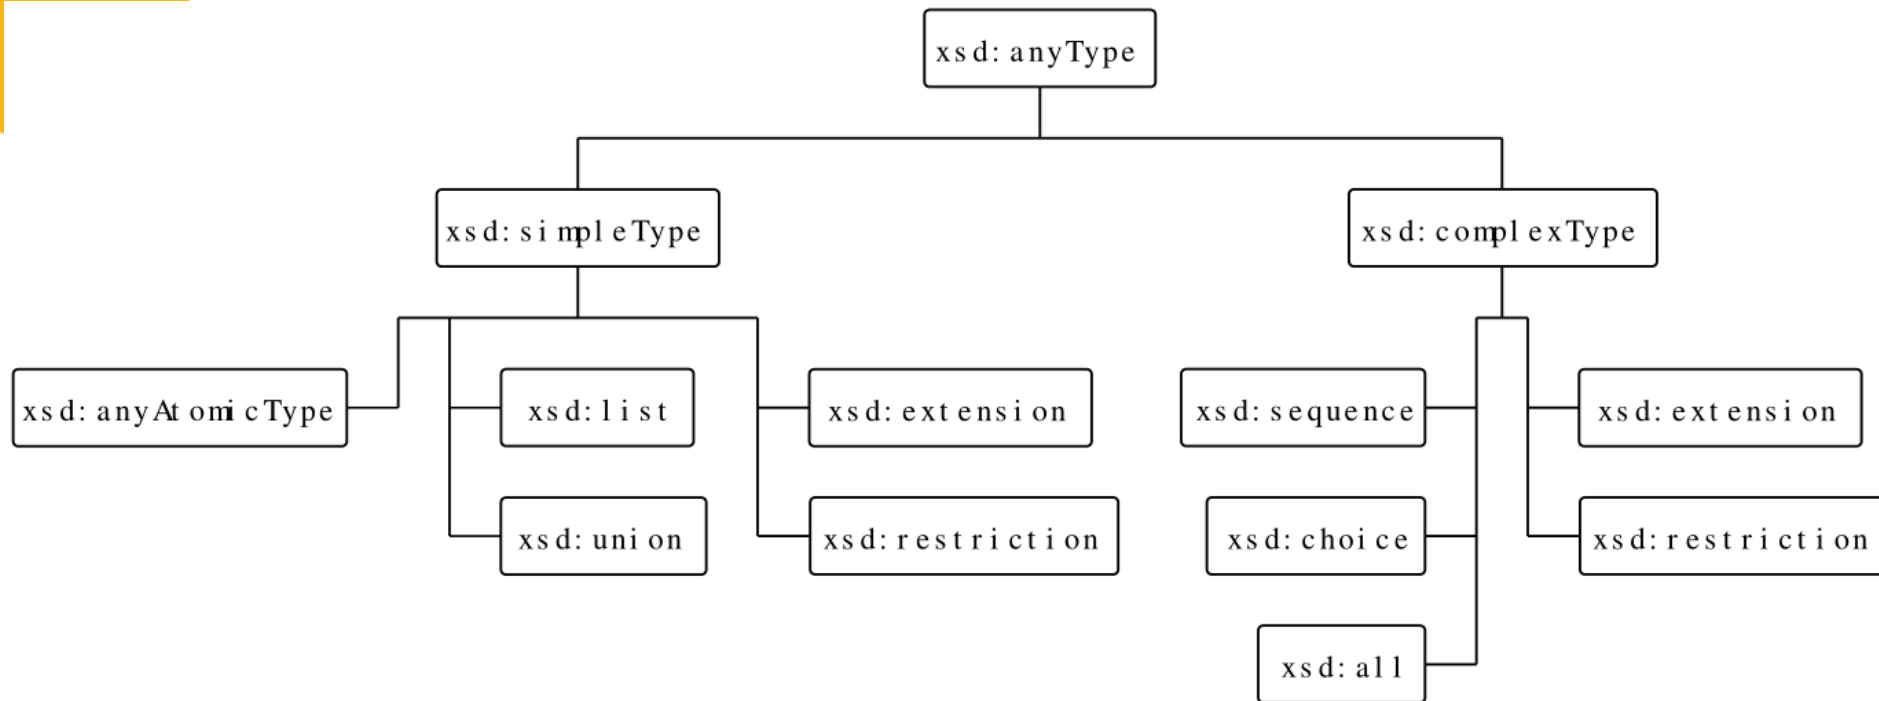 xsd:anyType
xsd:simpleType
xsd:complexType
xsd:anyAtomicType
xsd:list
xsd:extension
xsd:sequence
xsd:extension
xsd:union
xsd:restriction
xsd:choice
xsd:restriction
xsd:all